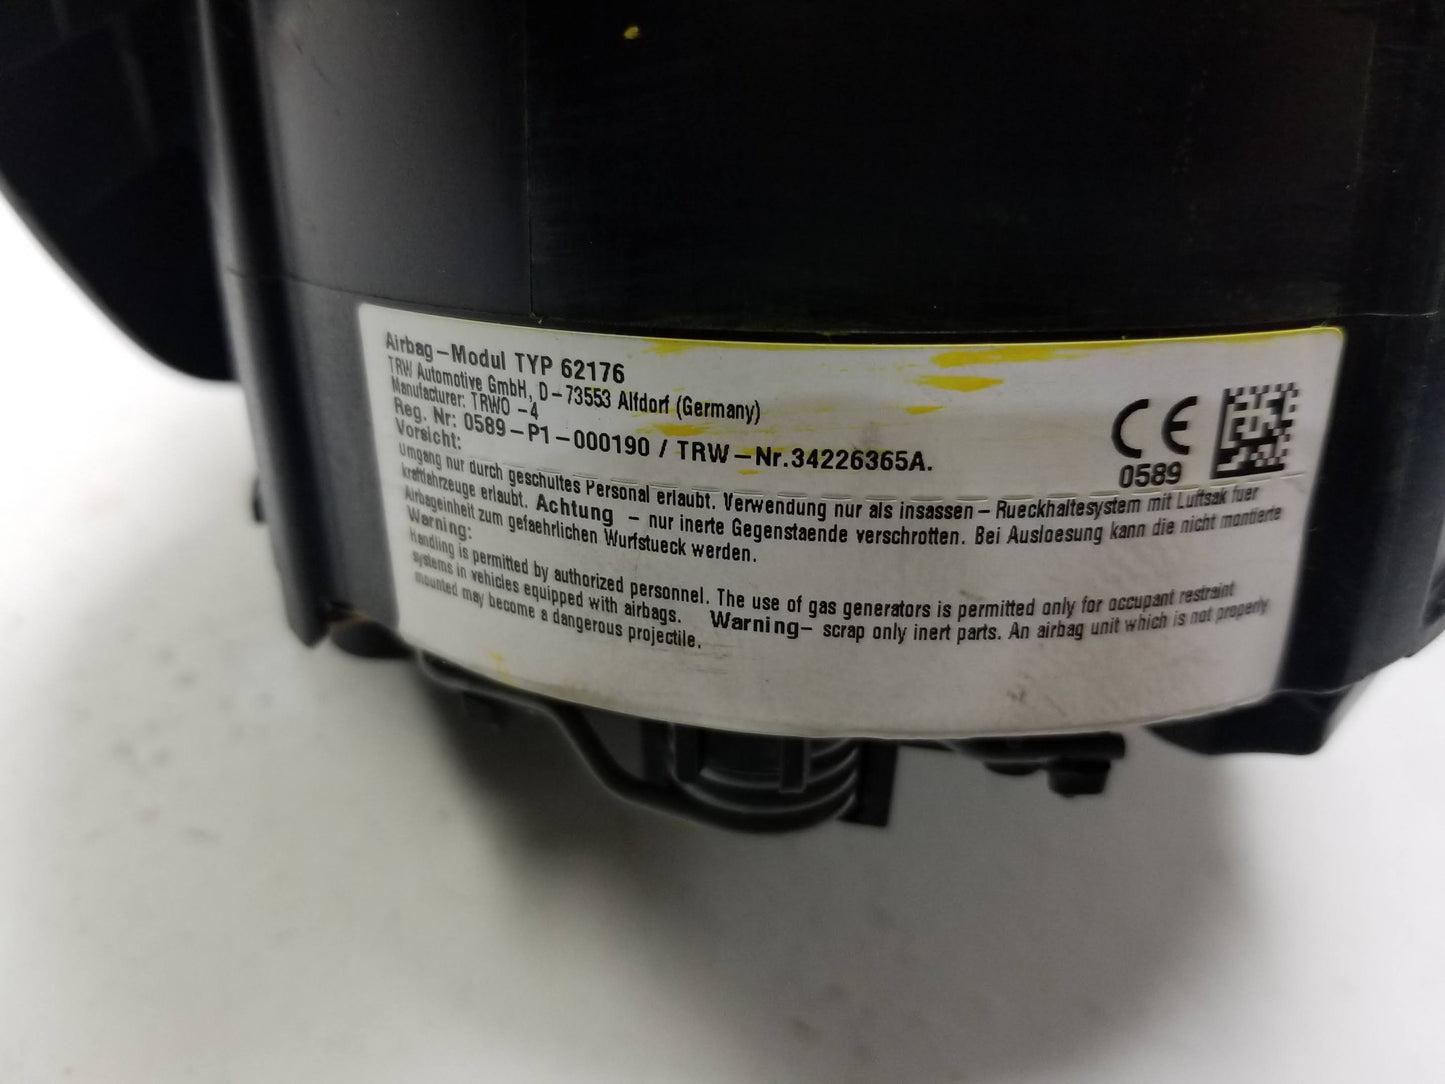 Airbag-Modul TYP 62176
TRW Automotive GmbH, D-73553 Alfdorf (Germany)
Manufacturer: TRWO -4
Reg. Nr: 0589-P1-000190 / TRW-Nr.34226365A.
CE
0589
Vorsicht:
Umgang nur durch geschultes Personal erlaubt. Verwendung nur als insassen - Rueckhaltesystem mit Luftsak fuer
kraftfahrzeuge erlaubt. Achtung - nur inerte Gegenstaende verschrotten. Bei Ausloesung kann die nicht montierte
Airbageinheit zum gefaehrlichen Wurfstueck werden.
Warning:
Handling is permitted by authorized personnel. The use of gas generators is permitted only for occupant restraint
systems in vehicles equipped with airbags. Warning- scrap only inert parts. An airbag unit which is not properly
mounted may become a dangerous projectile.